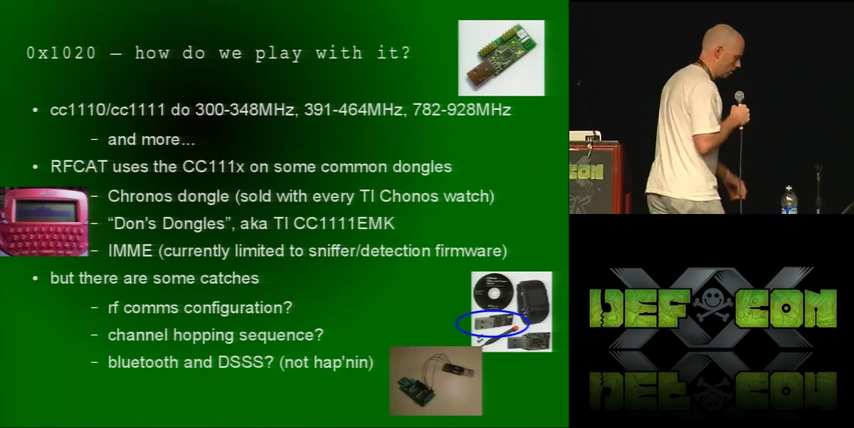 0x1020 – how do we play with it?
• cc1110/cc1111 do 300-348MHz, 391-464MHz, 782-928MHz
– and more...
• RFCAT uses the CC111x on some common dongles
– Chronos dongle (sold with every TI Chonos watch)
– “Don's Dongles”, aka TI CC1111EMK
– IMME (currently limited to sniffer/detection firmware)
• but there are some catches
– rf comms configuration?
– channel hopping sequence?
– bluetooth and DSSS? (not hap'nin)
XX
DEF CON